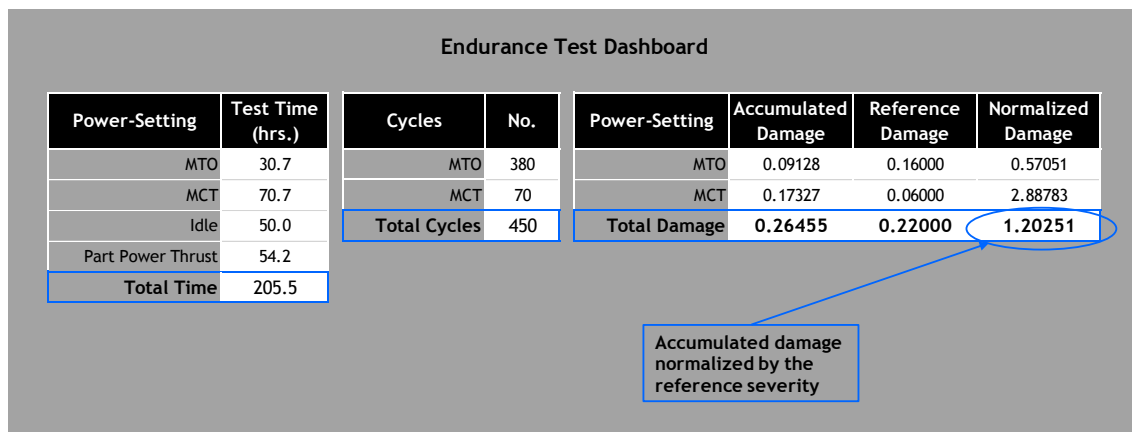 Endurance Test Dashboard
Power-Setting Test Time (hrs.)
MTO 30.7
MCT 70.7
Idle 50.0
Part Power Thrust 54.2
Total Time 205.5
Cycles No.
MTO 380
MCT 70
Total Cycles 450
Power-Setting Accumulated Damage Reference Damage Normalized Damage
MTO 0.09128 0.16000 0.57051
MCT 0.17327 0.06000 2.88783
Total Damage 0.26455 0.22000 1.20251
Accumulated damage
normalized by the
reference severity